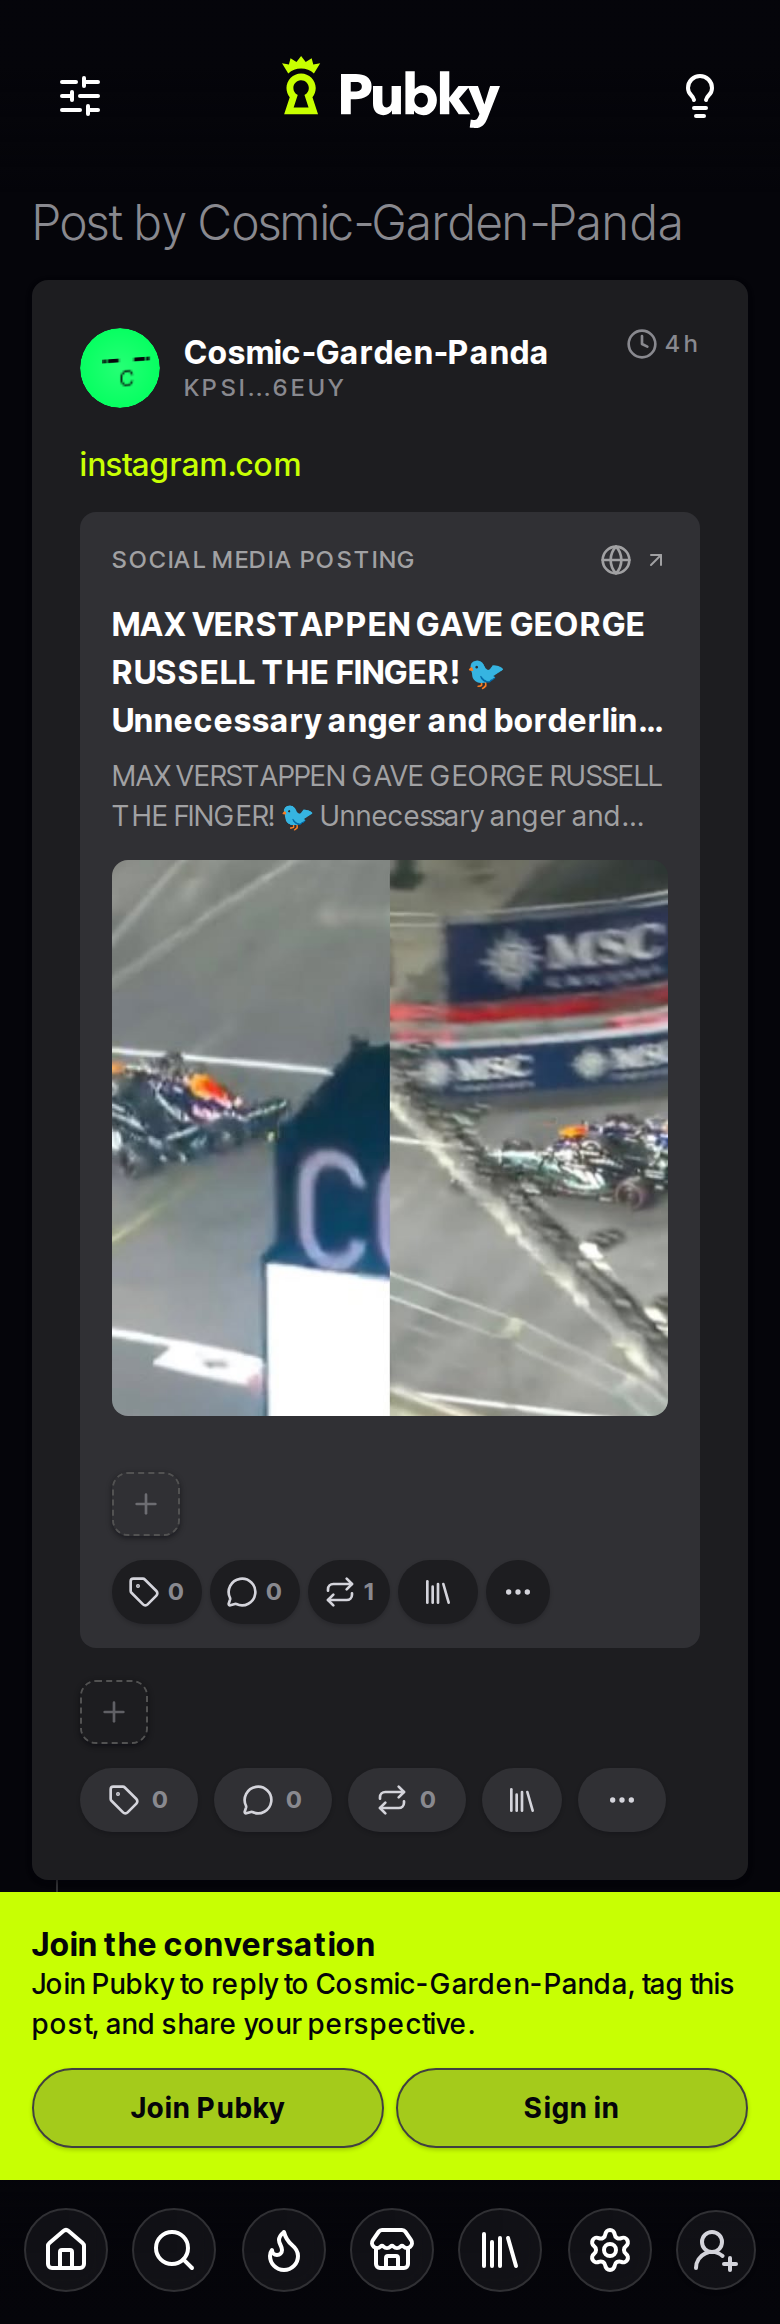 Pubky
Post by Cosmic-Garden-Panda
Cosmic-Garden-Panda
4h
KPSI...6EUY
instagram.com
SOCIAL MEDIA POSTING
MAX VERSTAPPEN GAVE GEORGE
RUSSELL THE FINGER! 🐦
Unnecessary anger and borderlin...
MAX VERSTAPPEN GAVE GEORGE RUSSELL
THE FINGER! 🐦 Unnecessary anger and...
MSC
MSC
MSC
0 0 1
0 0 0
Join the conversation
Join Pubky to reply to Cosmic-Garden-Panda, tag this
post, and share your perspective.
Join Pubky
Sign in